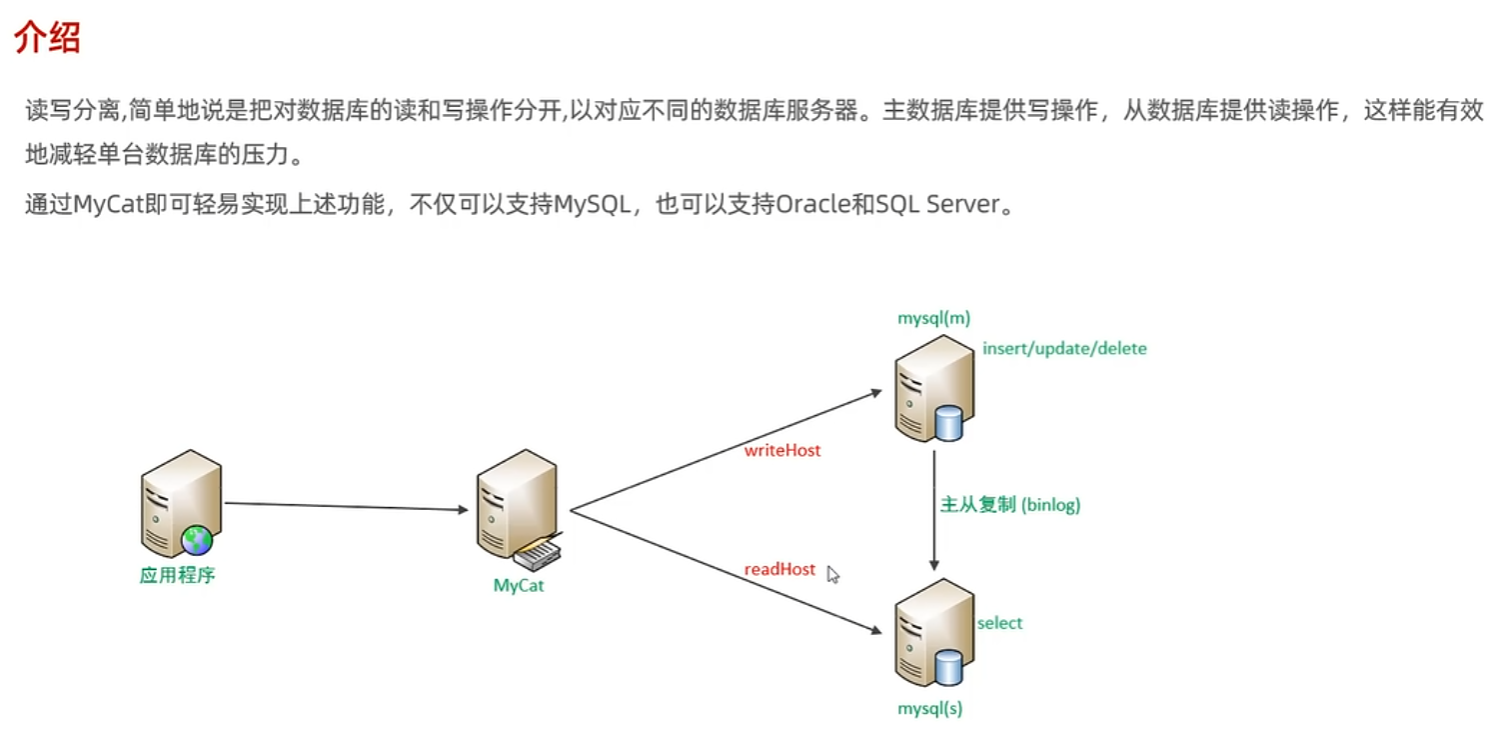 介绍
读写分离,简单地说是把对数据库的读和写操作分开,以对应不同的数据库服务器。主数据库提供写操作，从数据库提供读操作，这样能有效
地减轻单台数据库的压力。
通过MyCat即可轻易实现上述功能，不仅可以支持MySQL，也可以支持Oracle和SQL Server。
mysql(m)
insert/update/delete
writeHost
主从复制 (binlog)
readHost
应用程序
MyCat
select
mysql(s)